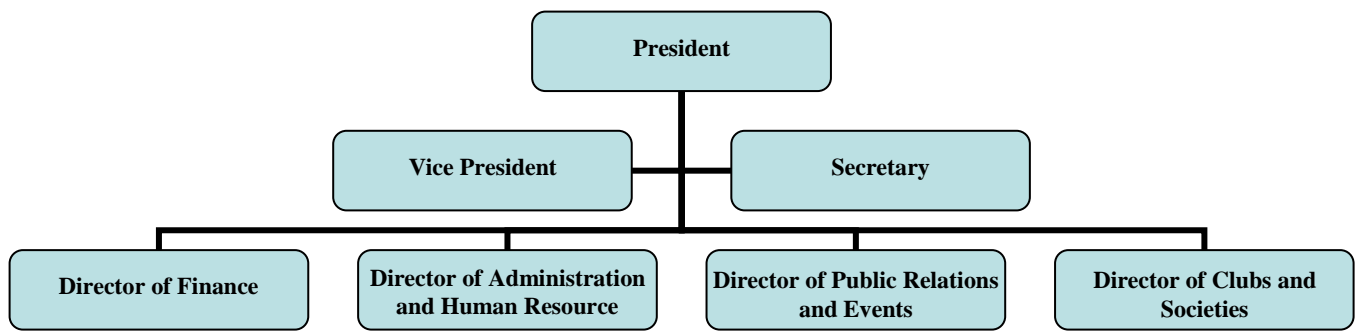 President
Vice President
Secretary
Director of Finance
Director of Administration
and Human Resource
Director of Public Relations
and Events
Director of Clubs and
Societies